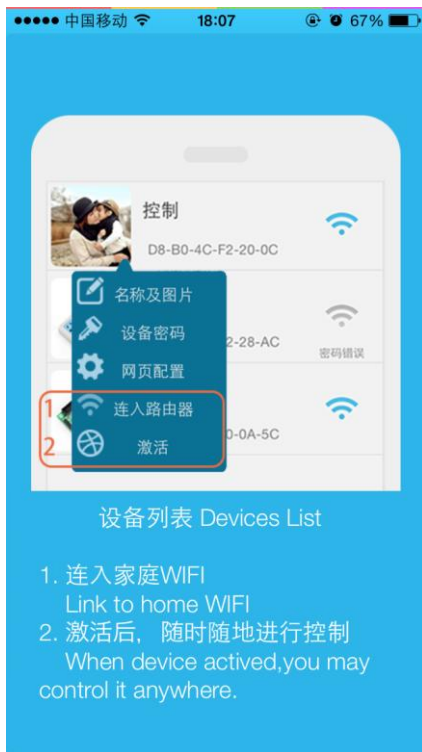 中国移动 18:07 67%
控制
D8-B0-4C-F2-20-0C
名称及图片
设备密码
2-28-AC
密码错误
网页配置
1 连入路由器
0-0A-5C
2 激活
设备列表 Devices List
1. 连入家庭WIFI
Link to home WIFI
2. 激活后，随时随地进行控制
When device actived,you may
control it anywhere.